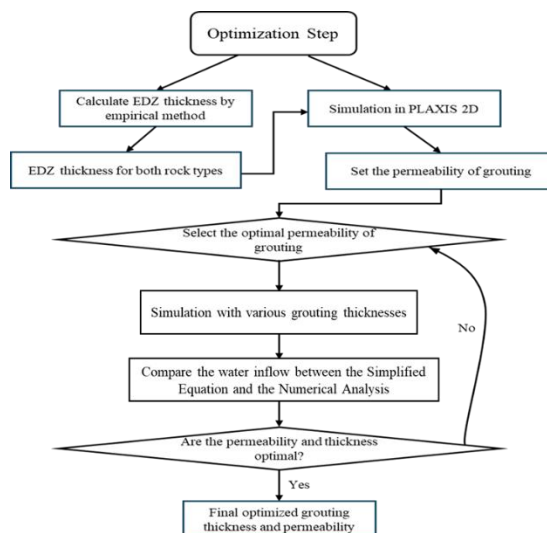 Optimization Step
Calculate EDZ thickness by
empirical method
Simulation in PLAXIS 2D
EDZ thickness for both rock types
Set the permeability of grouting
Select the optimal permeability of
grouting
Simulation with various grouting thicknesses
No
Compare the water inflow between the Simplified
Equation and the Numerical Analysis
Are the permeability and thickness
optimal?
Yes
Final optimized grouting
thickness and permeability